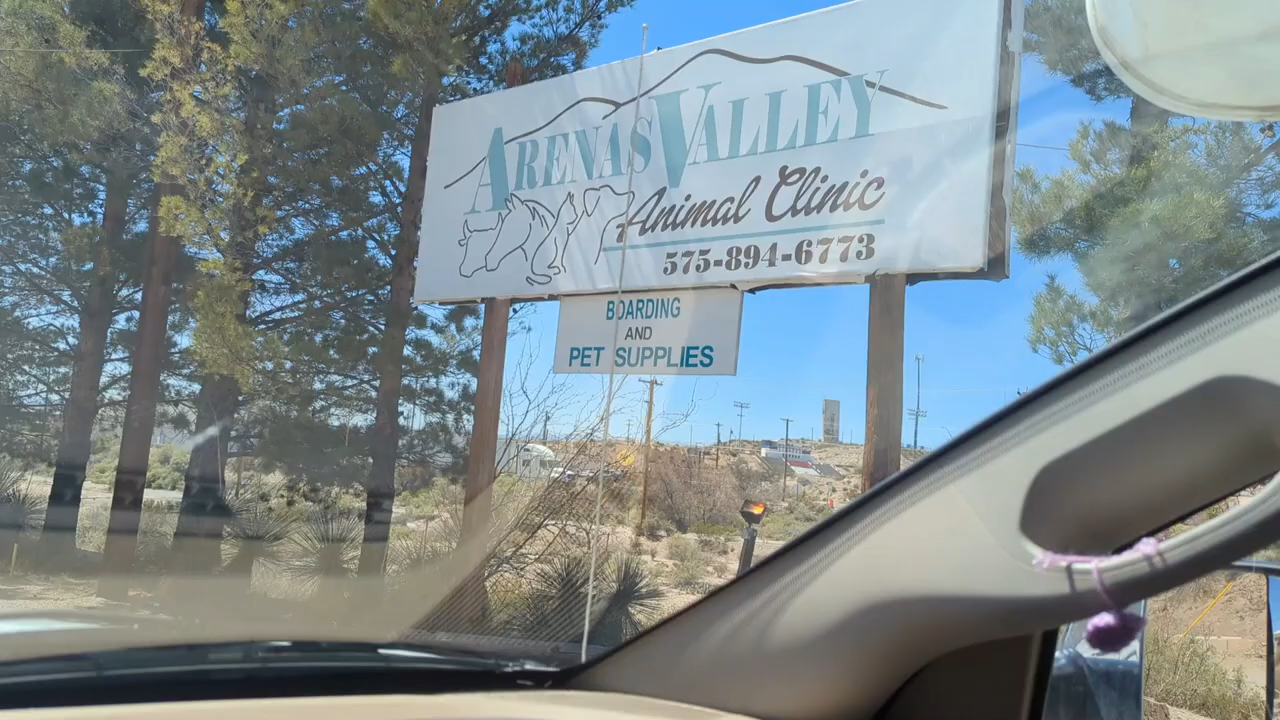 ARENAS VALLEY
Animal Clinic
575-894-6773
BOARDING
AND
PET SUPPLIES